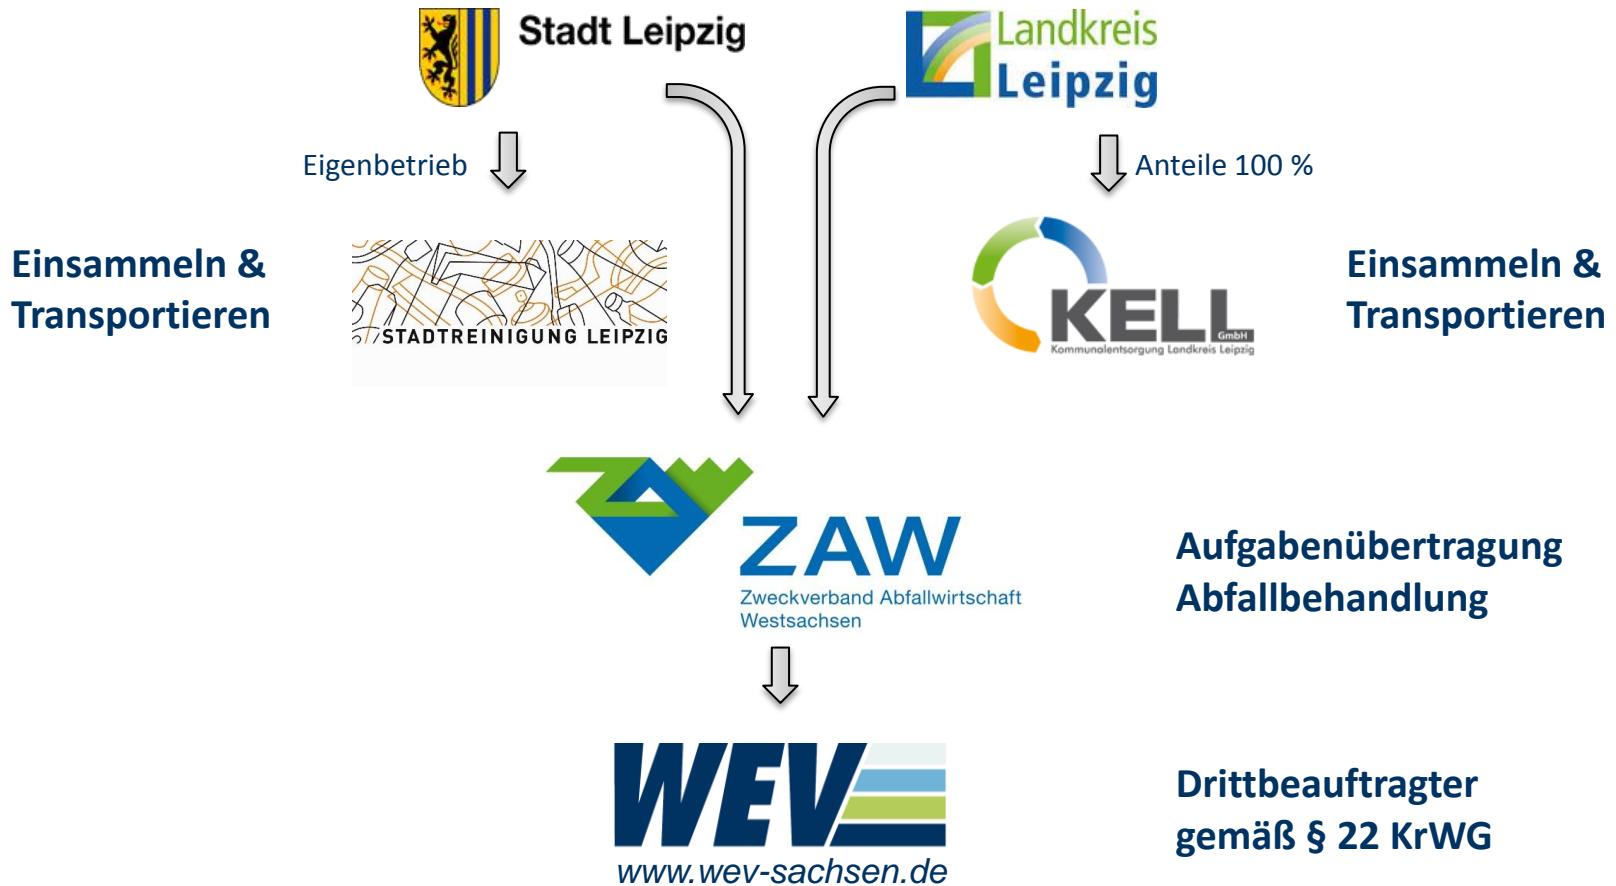 Stadt Leipzig
Landkreis
Leipzig
Eigenbetrieb
Anteile 100 %
Einsammeln &
Transportieren
STADTREINIGUNG LEIPZIG
KELL
GmbH
Kommunalentsorgung Landkreis Leipzig
Einsammeln &
Transportieren
ZAW
Zweckverband Abfallwirtschaft
Westsachsen
Aufgabenübertragung
Abfallbehandlung
WEV
www.wev-sachsen.de
Drittbeauftragter
gemäß § 22 KrWG